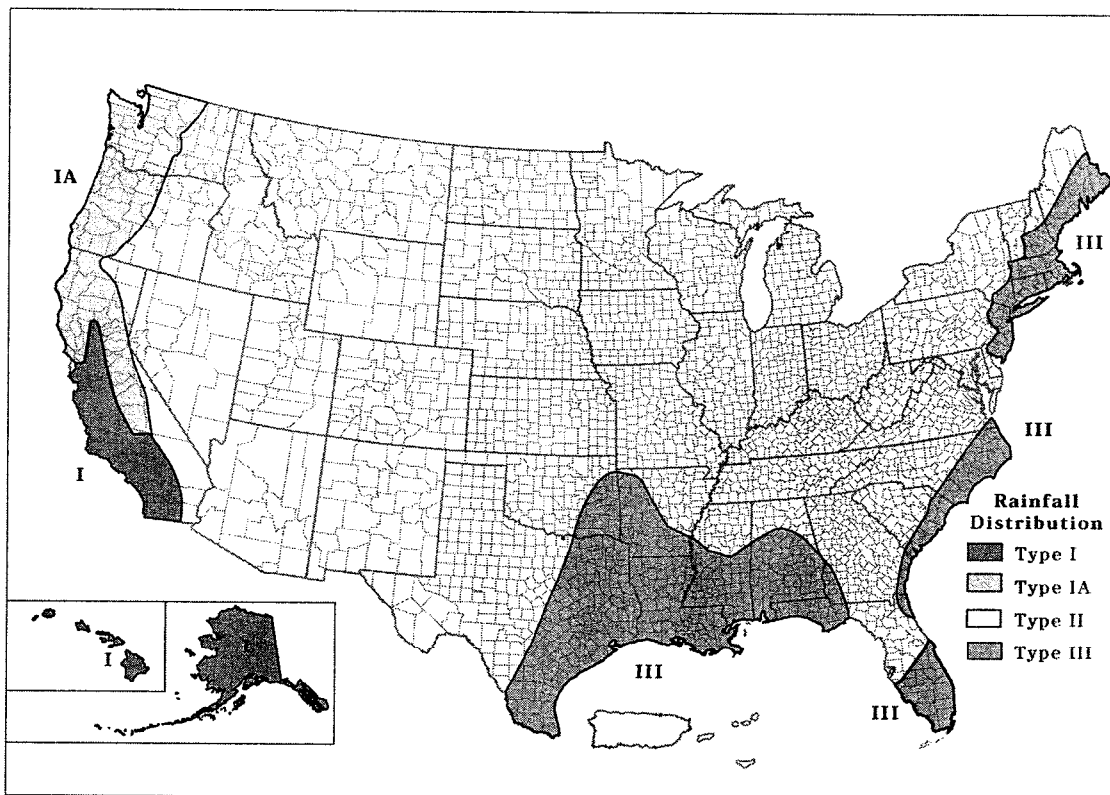 IA
III
III
I
Rainfall
Distribution
Type I
Type IA
Type II
Type III
I
III
III